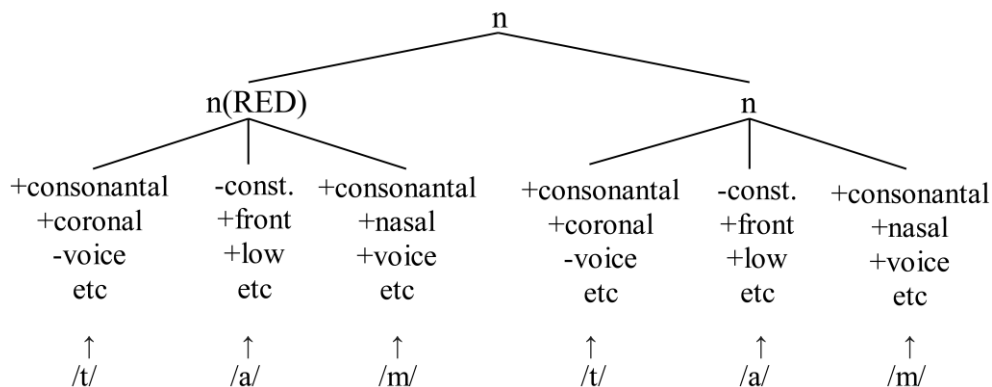 n
n(RED) n
+consonantal -const. +consonantal +consonantal -const. +consonantal
+coronal +front +nasal +coronal +front +nasal
-voice +low +voice -voice +low +voice
etc etc etc etc etc etc
↑ ↑ ↑ ↑ ↑ ↑
/t/ /a/ /m/ /t/ /a/ /m/